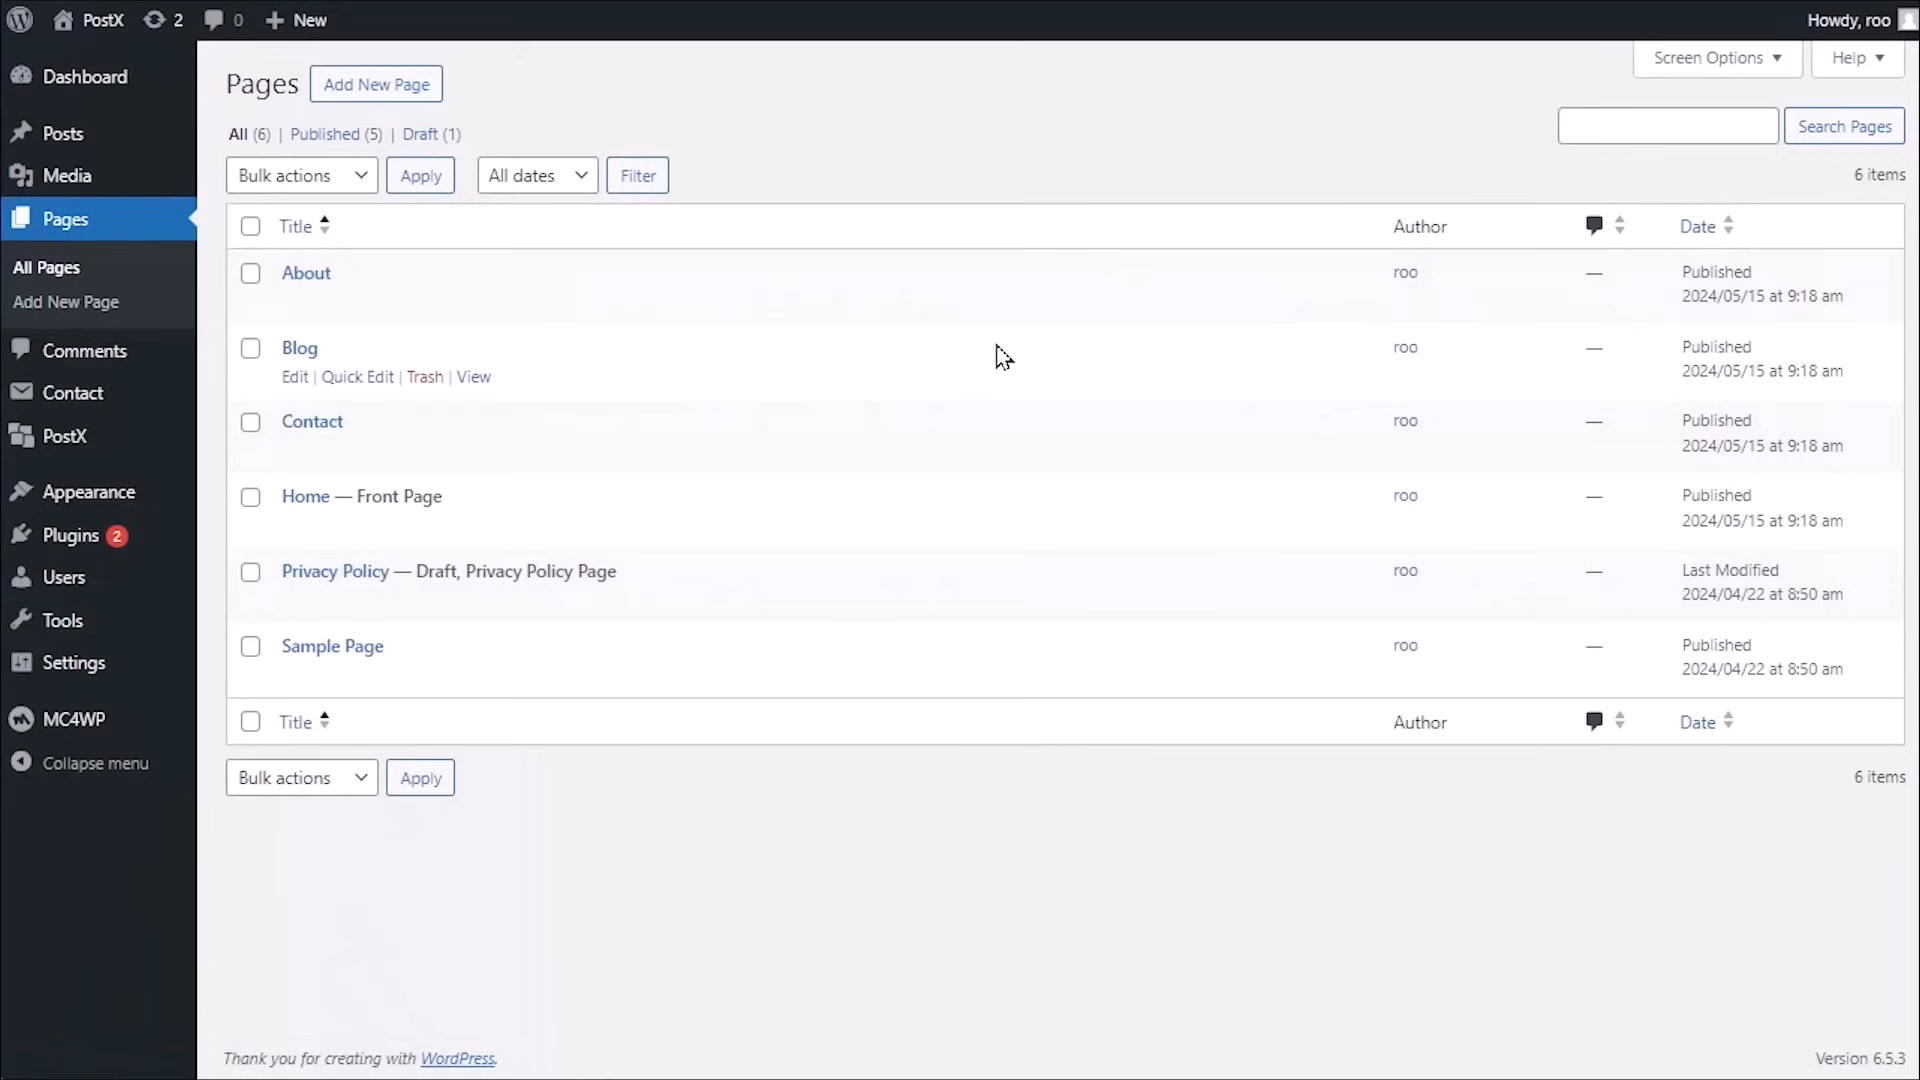 PostX 2 0 + New Howdy, roo
Dashboard
Posts
Media
Pages
All Pages
Add New Page
Comments
Contact
PostX
Appearance
Plugins 2
Users
Tools
Settings
MC4WP
Collapse menu
Screen Options Help
Pages Add New Page
All (6) | Published (5) | Draft (1)
Search Pages
Bulk actions Apply All dates Filter 6 items
Title Author Date
About roo — Published
2024/05/15 at 9:18 am
Blog roo — Published
2024/05/15 at 9:18 am
Edit | Quick Edit | Trash | View
Contact roo — Published
2024/05/15 at 9:18 am
Home — Front Page roo — Published
2024/05/15 at 9:18 am
Privacy Policy — Draft, Privacy Policy Page roo — Last Modified
2024/04/22 at 8:50 am
Sample Page roo — Published
2024/04/22 at 8:50 am
Title Author Date
Bulk actions Apply 6 items
Thank you for creating with WordPress. Version 6.5.3